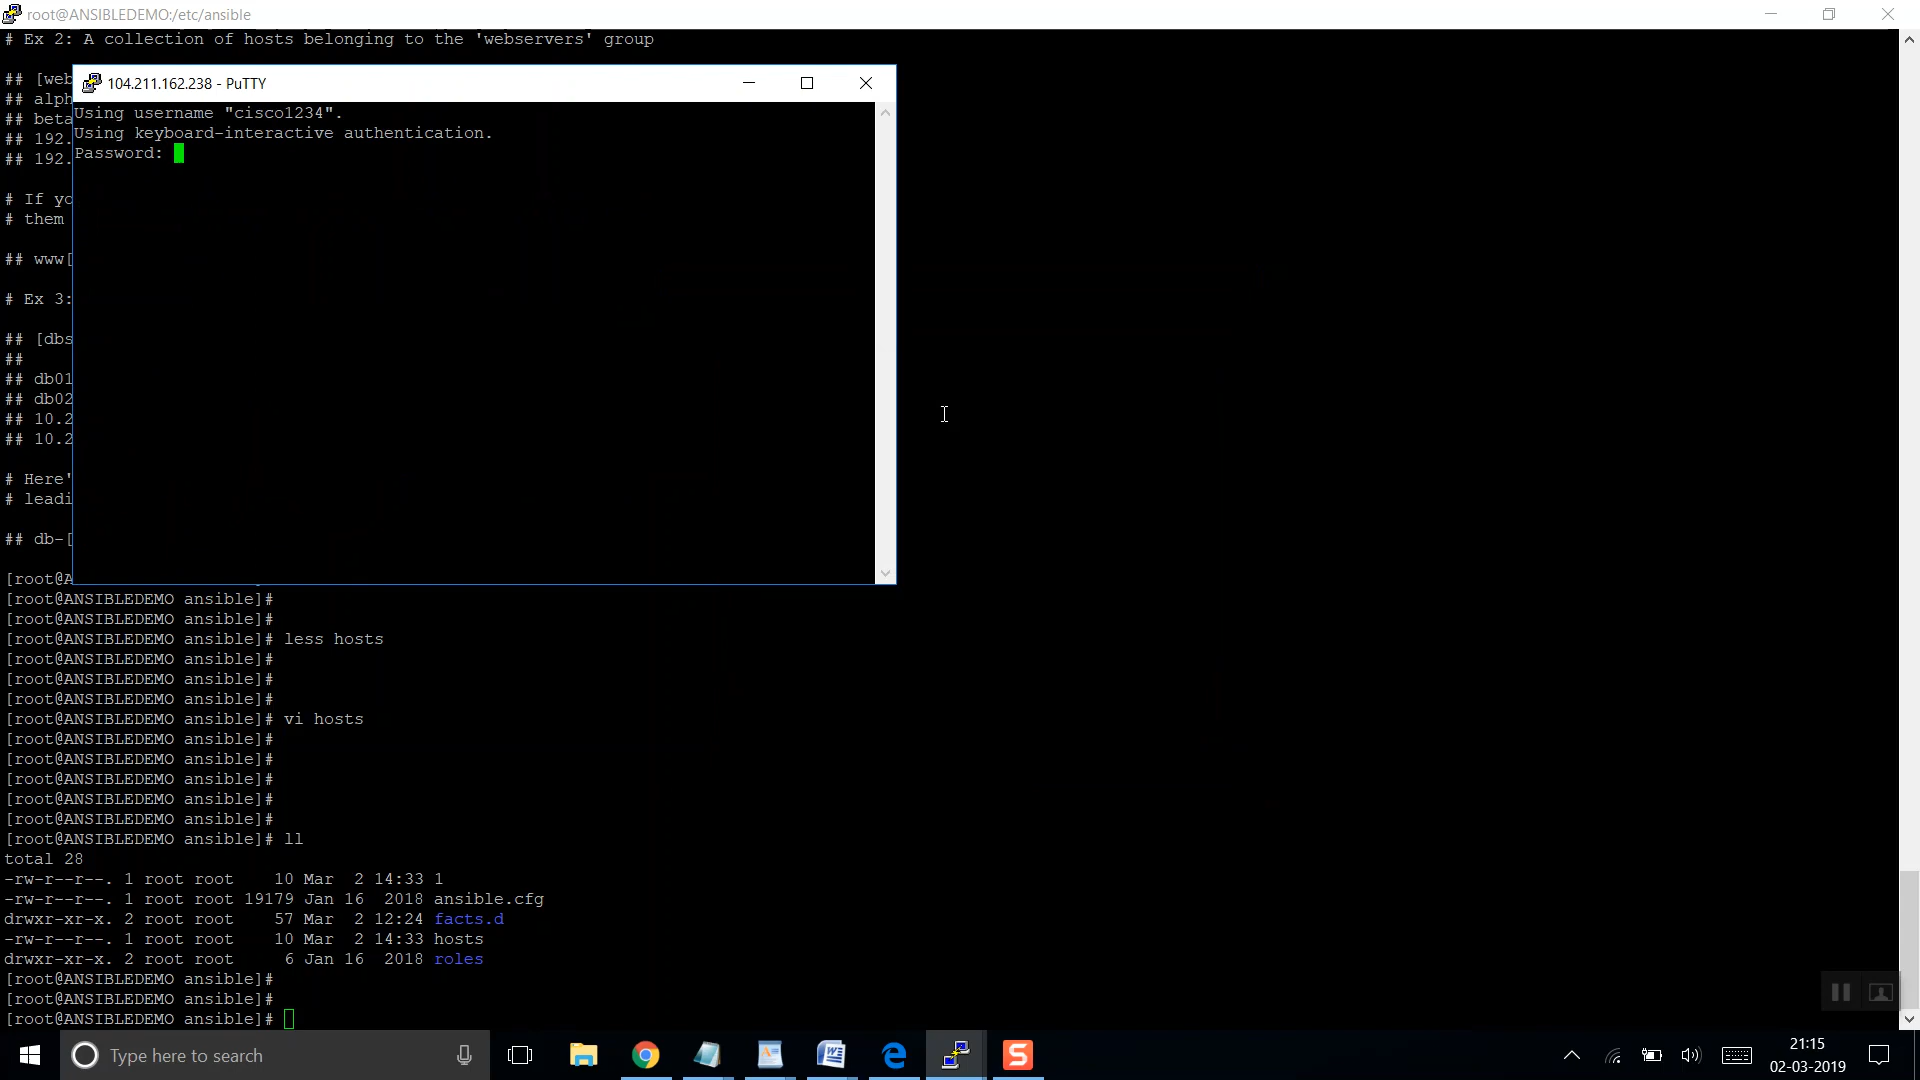 root@ANSIBLEDEMO:/etc/ansible
# Ex 2: A collection of hosts belonging to the 'webservers' group
## [web
## alph
## beta
## 192.
## 192.
# If yo
# them
## www[
# Ex 3:
## [dbs
##
## db01
## db02
## 10.2
## 10.2
# Here'
# leadi
## db-[
104.211.162.238 - PuTTY
Using username "cisco1234".
Using keyboard-interactive authentication.
Password:
[root@A
[root@ANSIBLEDEMO ansible]#
[root@ANSIBLEDEMO ansible]#
[root@ANSIBLEDEMO ansible]# less hosts
[root@ANSIBLEDEMO ansible]#
[root@ANSIBLEDEMO ansible]#
[root@ANSIBLEDEMO ansible]#
[root@ANSIBLEDEMO ansible]# vi hosts
[root@ANSIBLEDEMO ansible]#
[root@ANSIBLEDEMO ansible]#
[root@ANSIBLEDEMO ansible]#
[root@ANSIBLEDEMO ansible]#
[root@ANSIBLEDEMO ansible]#
[root@ANSIBLEDEMO ansible]# ll
total 28
-rw-r--r--. 1 root root    10 Mar  2 14:33 1
-rw-r--r--. 1 root root 19179 Jan 16  2018 ansible.cfg
drwxr-xr-x. 2 root root    57 Mar  2 12:24 facts.d
-rw-r--r--. 1 root root    10 Mar  2 14:33 hosts
drwxr-xr-x. 2 root root     6 Jan 16  2018 roles
[root@ANSIBLEDEMO ansible]#
[root@ANSIBLEDEMO ansible]#
[root@ANSIBLEDEMO ansible]#
Type here to search
21:15
02-03-2019